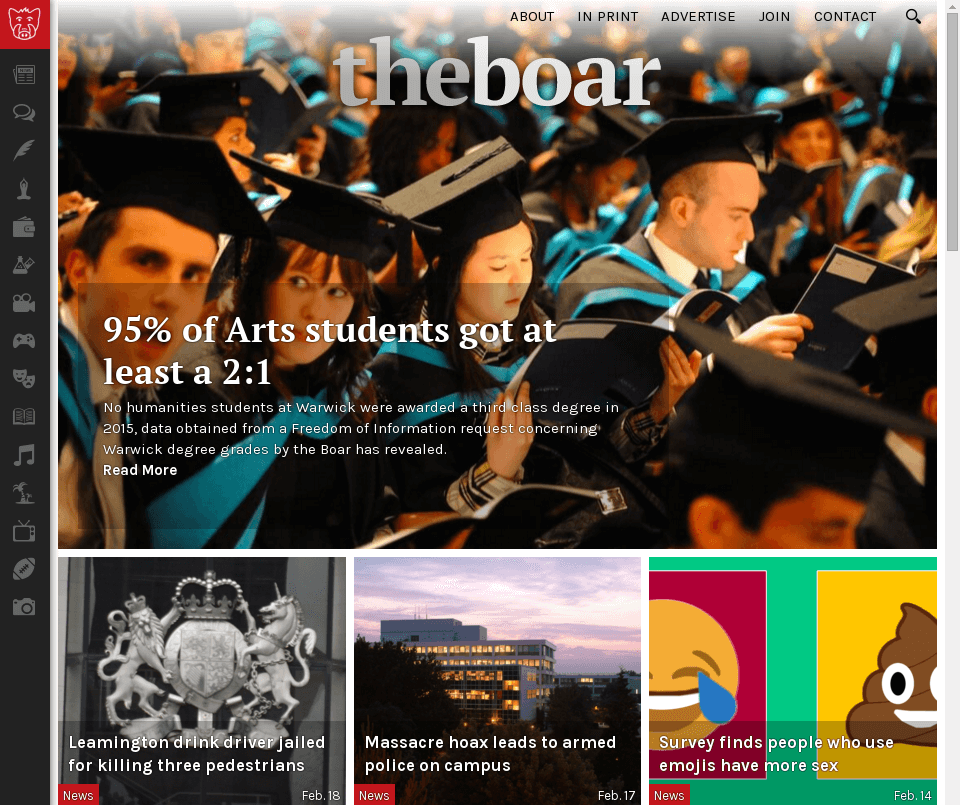 ABOUT IN PRINT ADVERTISE JOIN CONTACT
theboar
95% of Arts students got at
least a 2:1
No humanities students at Warwick were awarded a third class degree in
2015, data obtained from a Freedom of Information request concerning
Warwick degree grades by the Boar has revealed.
Read More
Leamington drink driver jailed
for killing three pedestrians
News Feb. 18
Massacre hoax leads to armed
police on campus
News Feb. 17
Survey finds people who use
emojis have more sex
News Feb. 14